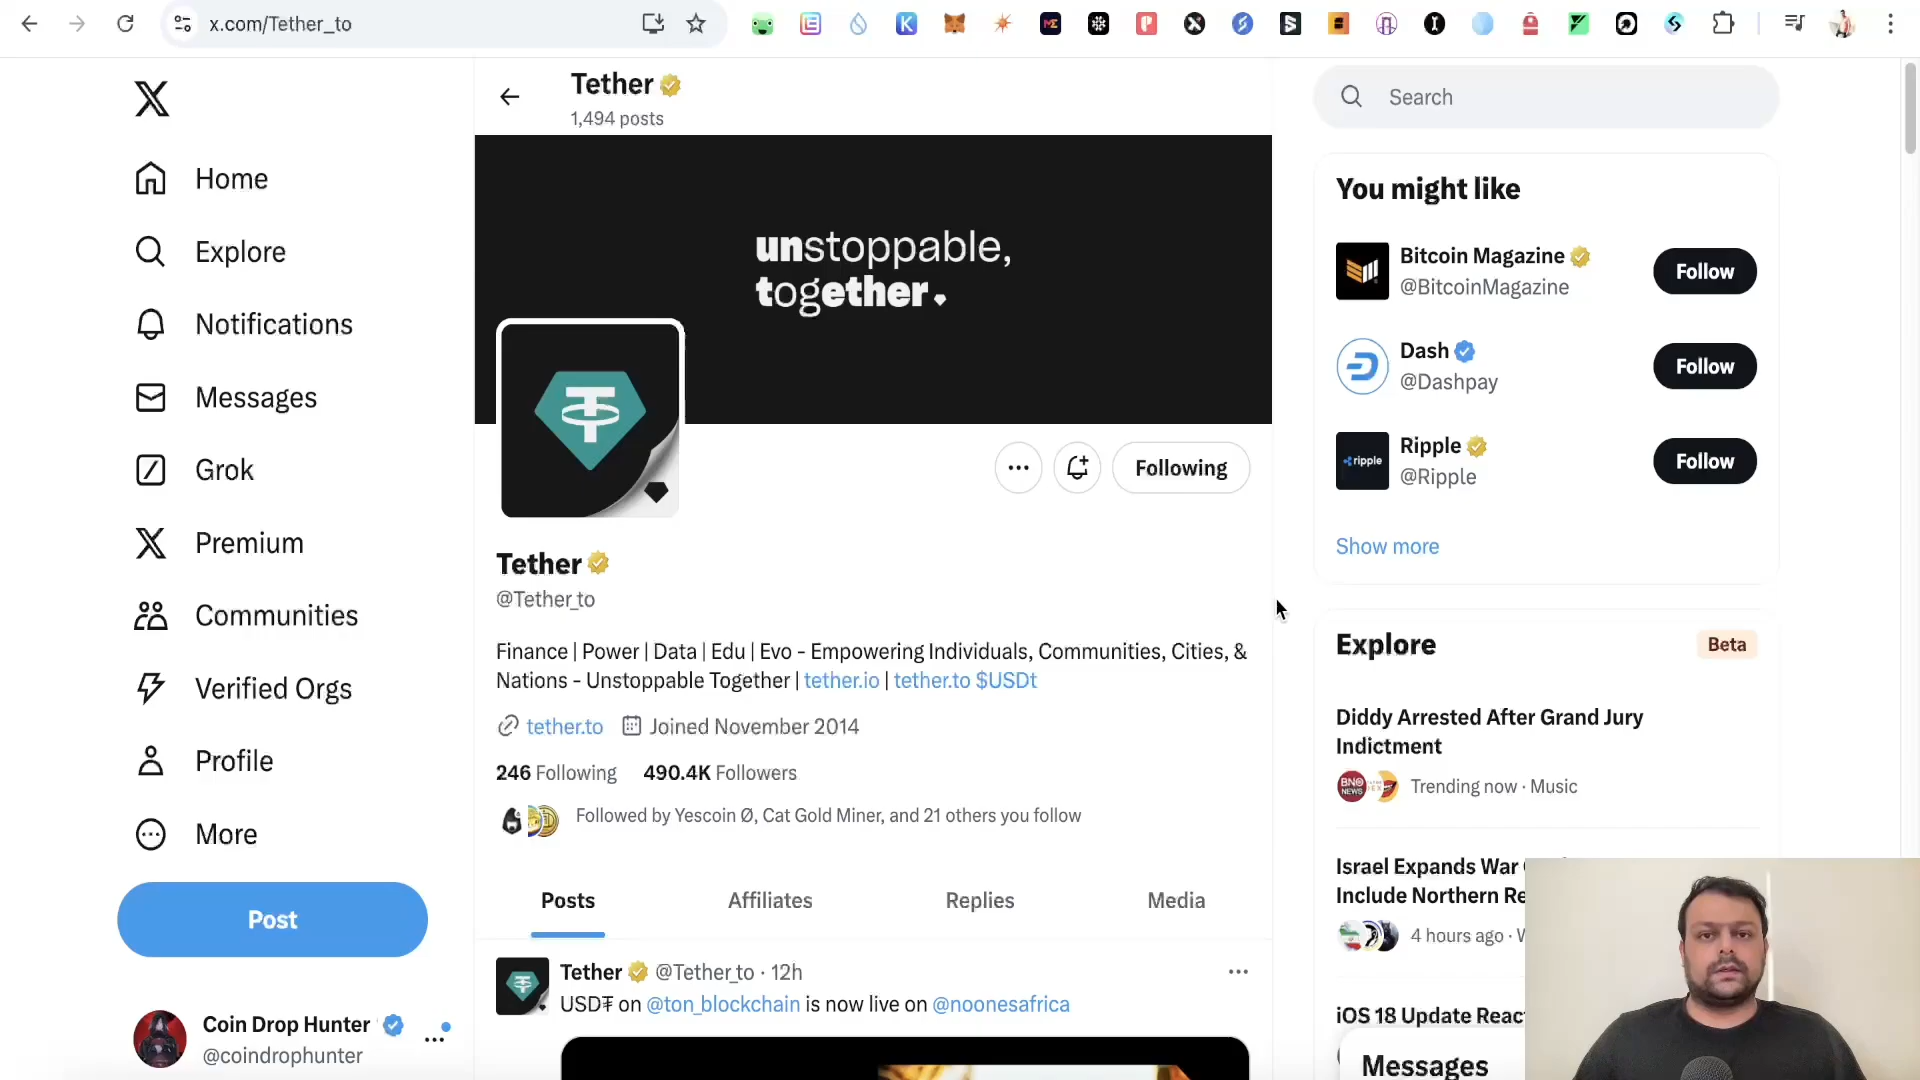 x.com/Tether_to
Home
Explore
Notifications
Messages
Grok
Premium
Communities
Verified Orgs
Profile
More
Post
Coin Drop Hunter
@coindrophunter
Tether
1,494 posts
unstoppable,
together
Following
Tether
@Tether_to
Finance | Power | Data | Edu | Evo - Empowering Individuals, Communities, Cities, &
Nations - Unstoppable Together | tether.io | tether.to $USDt
tether.to Joined November 2014
246 Following 490.4K Followers
Followed by Yescoin Ø, Cat Gold Miner, and 21 others you follow
Posts Affiliates Replies Media
Tether @Tether_to · 12h
USD₮ on @ton_blockchain is now live on @noonesafrica
Search
You might like
Bitcoin Magazine
@BitcoinMagazine
Follow
Dash
@Dashpay
Follow
ripple
Ripple
@Ripple
Follow
Show more
Explore
Beta
Diddy Arrested After Grand Jury
Indictment
BNO
NEWS
Trending now · Music
Israel Expands War
Include Northern
4 hours ago ·
iOS 18 Update
Messages